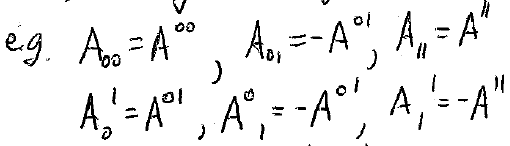 e.g. A₀₀ = A⁰⁰, A₀₁ = -A⁰¹, A₁₁ = A¹¹
A₀¹ = A⁰¹, A⁰₁ = -A⁰¹, A₁¹ = -A¹¹